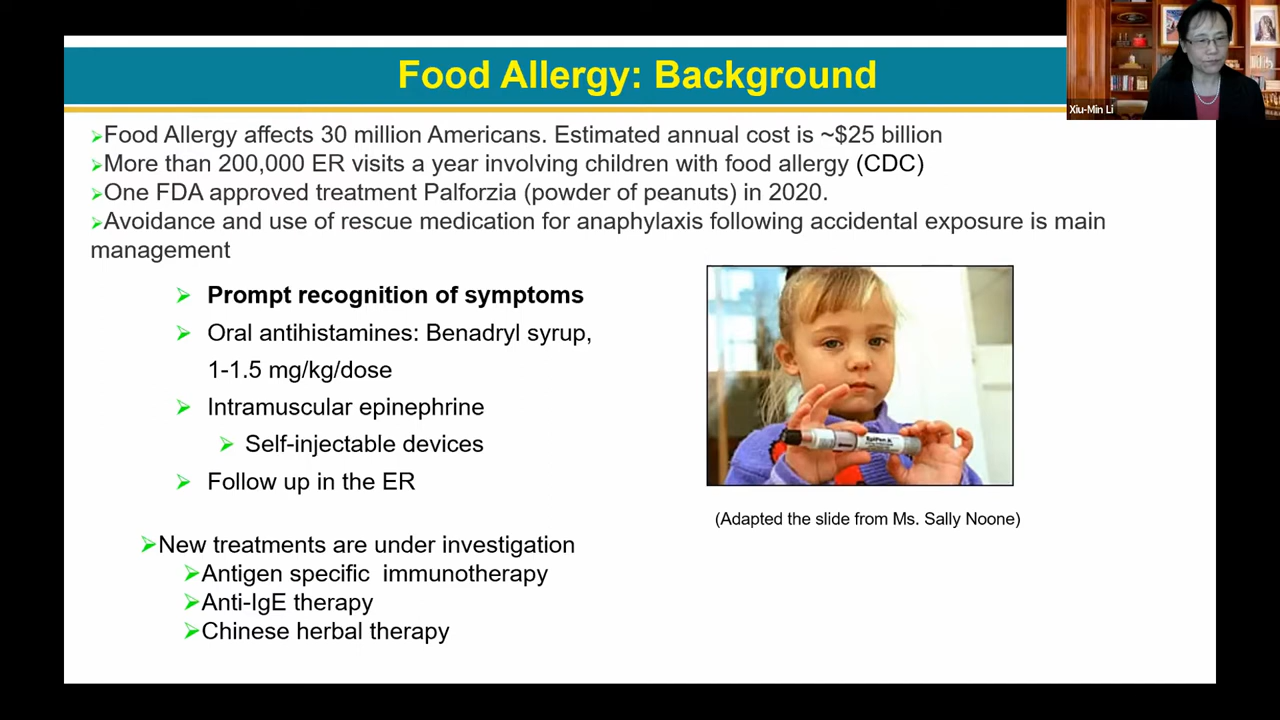 Food Allergy: Background
Xiu-Min Li
➢Food Allergy affects 30 million Americans. Estimated annual cost is ~$25 billion
➢More than 200,000 ER visits a year involving children with food allergy (CDC)
➢One FDA approved treatment Palforzia (powder of peanuts) in 2020.
➢Avoidance and use of rescue medication for anaphylaxis following accidental exposure is main
management
➢ Prompt recognition of symptoms
➢ Oral antihistamines: Benadryl syrup,
1-1.5 mg/kg/dose
➢ Intramuscular epinephrine
➢ Self-injectable devices
➢ Follow up in the ER
EpiPen
(Adapted the slide from Ms. Sally Noone)
➢New treatments are under investigation
➢Antigen specific  immunotherapy
➢Anti-IgE therapy
➢Chinese herbal therapy